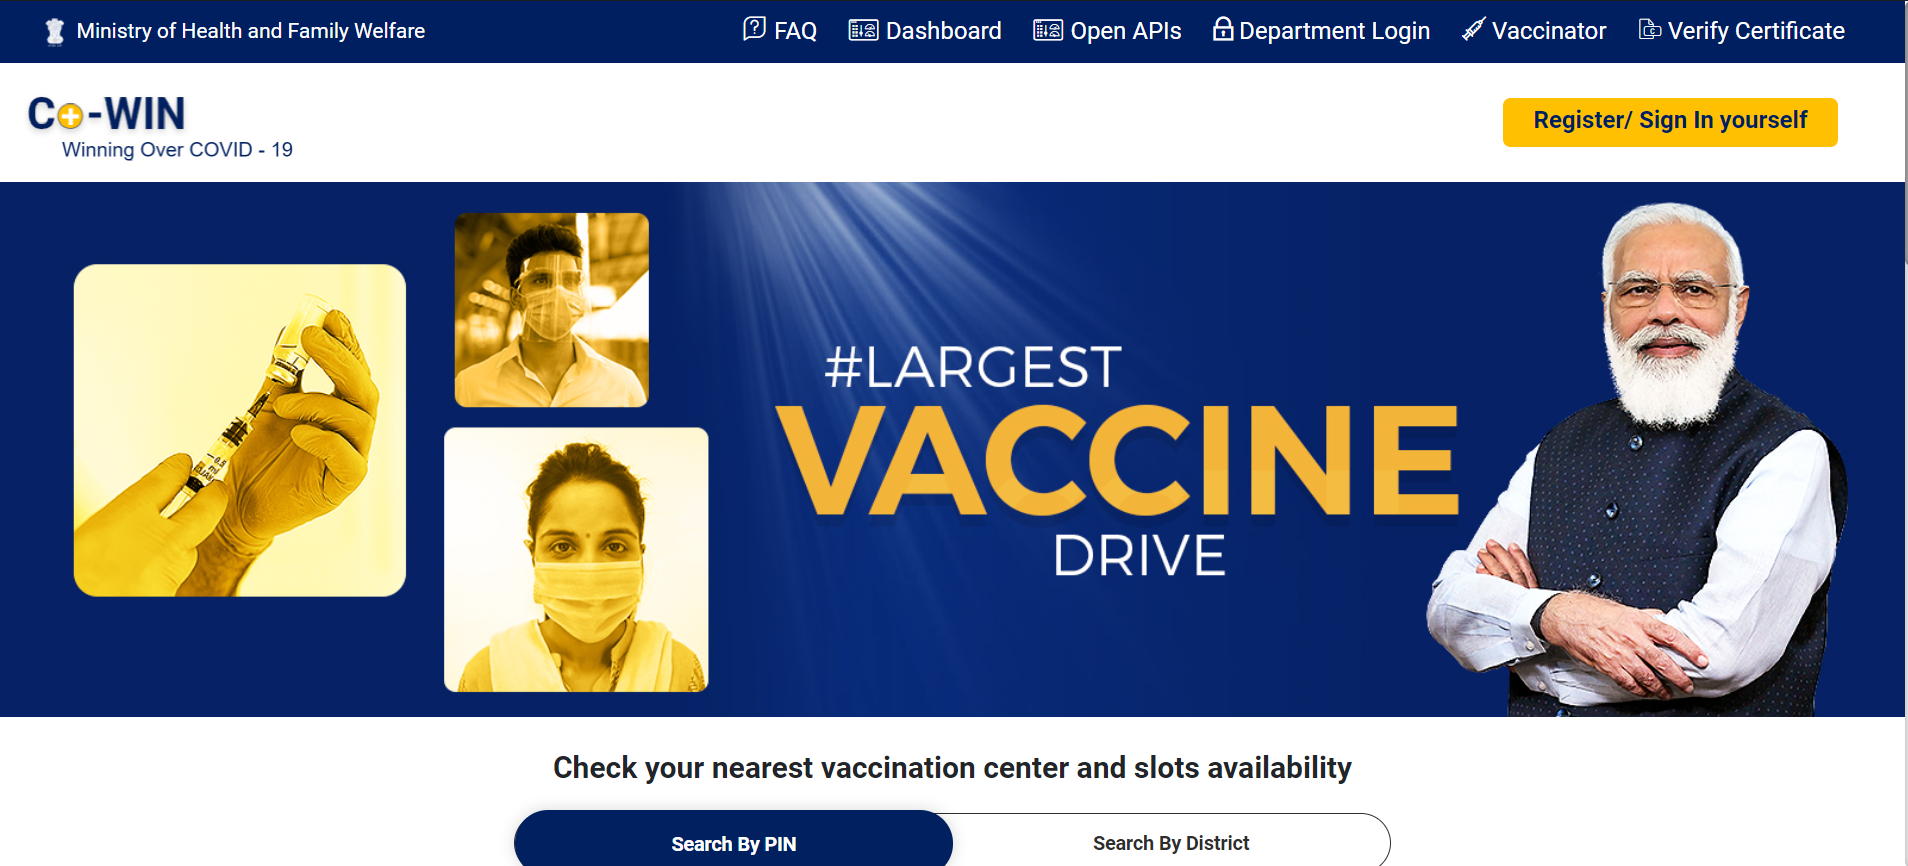 Ministry of Health and Family Welfare
FAQ
Dashboard
Open APIs
Department Login
Vaccinator
Verify Certificate
Co-WIN
Winning Over COVID - 19
Register/ Sign In yourself
#LARGEST
VACCINE
DRIVE
Check your nearest vaccination center and slots availability
Search By PIN
Search By District